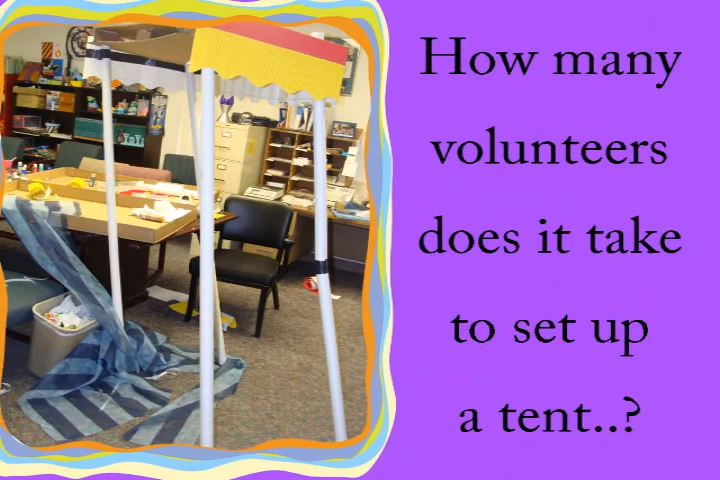 How many
volunteers
does it take
to set up
a tent..?